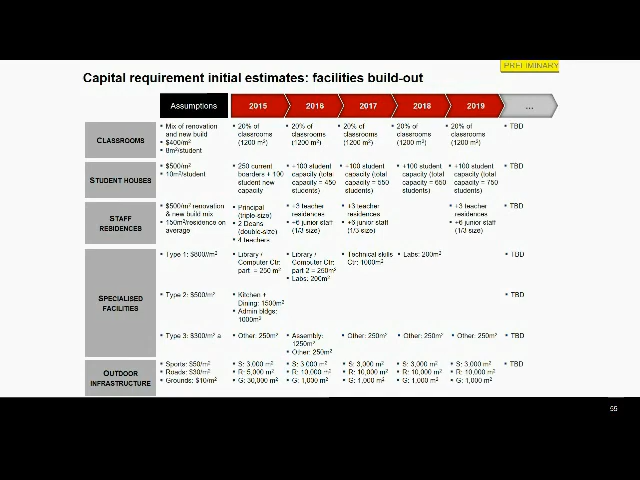 PRELIMINARY
Capital requirement initial estimates: facilities build-out
Assumptions 2015 2016 2017 2018 2019 ...
CLASSROOMS
▪ Mix of renovation
and new build
▪ $400/m²
▪ 8m²/student
▪ 20% of
classrooms
(1200 m²)
▪ 20% of
classrooms
(1200 m²)
▪ 20% of
classrooms
(1200 m²)
▪ 20% of
classrooms
(1200 m²)
▪ 20% of
classrooms
(1200 m²)
▪ TBD
STUDENT HOUSES
▪ $500/m²
▪ 10m²/student
▪ 250 current
boarders + 100
student new
capacity
▪ +100 student
capacity (total
capacity = 450
students)
▪ +100 student
capacity (total
capacity = 550
students)
▪ +100 student
capacity (total
capacity = 650
students)
▪ +100 student
capacity (total
capacity = 750
students)
▪ TBD
STAFF
RESIDENCES
▪ $500/m² renovation
& new build mix
▪ 150m²/residence on
average
▪ Principal
(triple-size)
▪ 2 Deans
(double-size)
▪ 4 teachers
▪ +3 teacher
residences
▪ +6 junior staff
(1/3 size)
▪ +3 teacher
residences
▪ +6 junior staff
(1/3 size)
▪ +3 teacher
residences
▪ +6 junior staff
(1/3 size)
▪ TBD
SPECIALISED
FACILITIES
▪ Type 1: $800//m²
▪ Library /
Computer Ctr:
part = 250 m²
▪ Library /
Computer Ctr:
part 2 = 250m²
▪ Labs: 200m²
▪ Technical skills
Ctr: 1000m²
▪ Labs: 200m²
▪ TBD
▪ Type 2: $500/m²
▪ Kitchen +
Dining: 1500m²
▪ Admin bldgs:
1000m²
▪ TBD
▪ Type 3: $300/m² a
▪ Other: 250m²
▪ Assembly:
1250m²
▪ Other: 250m²
▪ Other: 250m²
▪ Other: 250m²
▪ Other: 250m²
▪ TBD
OUTDOOR
INFRASTRUCTURE
▪ Sports: $50/m²
▪ Roads: $30/m²
▪ Grounds: $10/m²
▪ S: 3,000 m²
▪ R: 5,000 m²
▪ G: 30,000 m²
▪ S: 3,000 m²
▪ R: 10,000 m²
▪ G: 1,000 m²
▪ S: 3,000 m²
▪ R: 10,000 m²
▪ G: 1,000 m²
▪ S: 3,000 m²
▪ R: 10,000 m²
▪ G: 1,000 m²
▪ S: 3,000 m²
▪ R: 10,000 m²
▪ G: 1,000 m²
▪ TBD
55